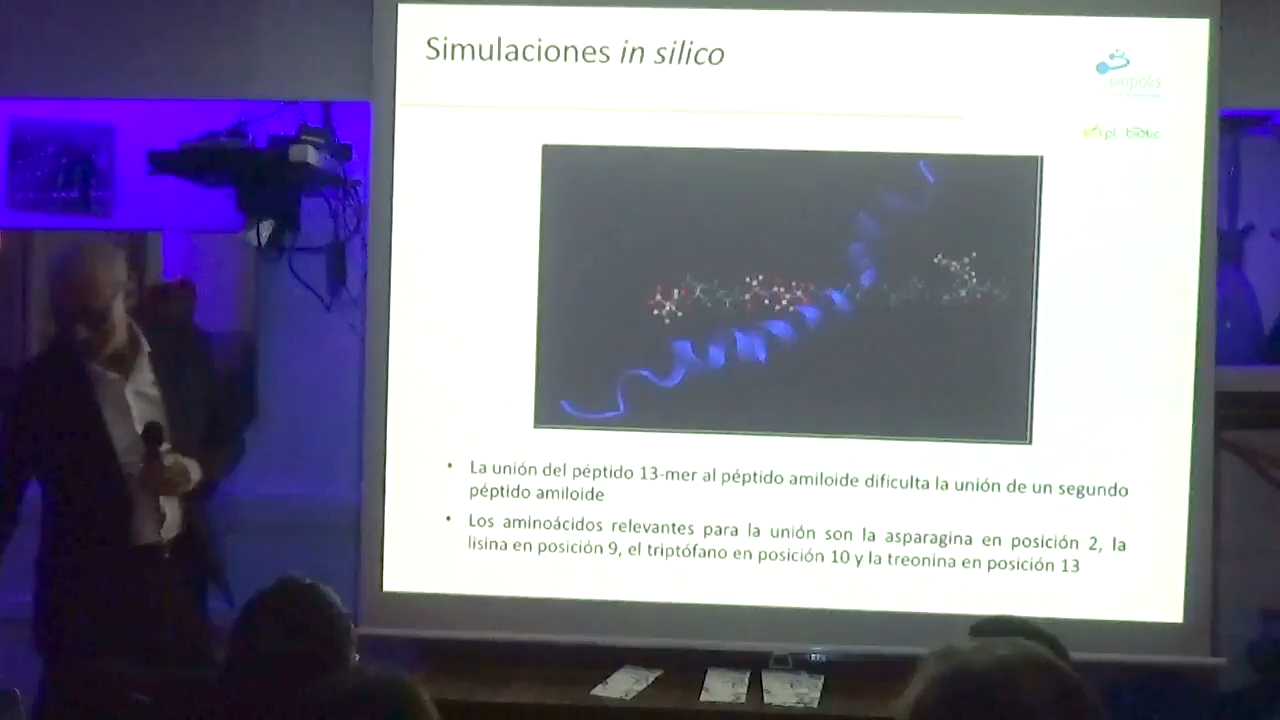 Simulaciones in silico
biopolis
La unión del péptido 13-mer al péptido amiloide dificulta la unión de un segundo
péptido amiloide
Los aminoácidos relevantes para la unión son la asparagina en posición 2, la
lisina en posición 9, el triptófano en posición 10 y la treonina en posición 13